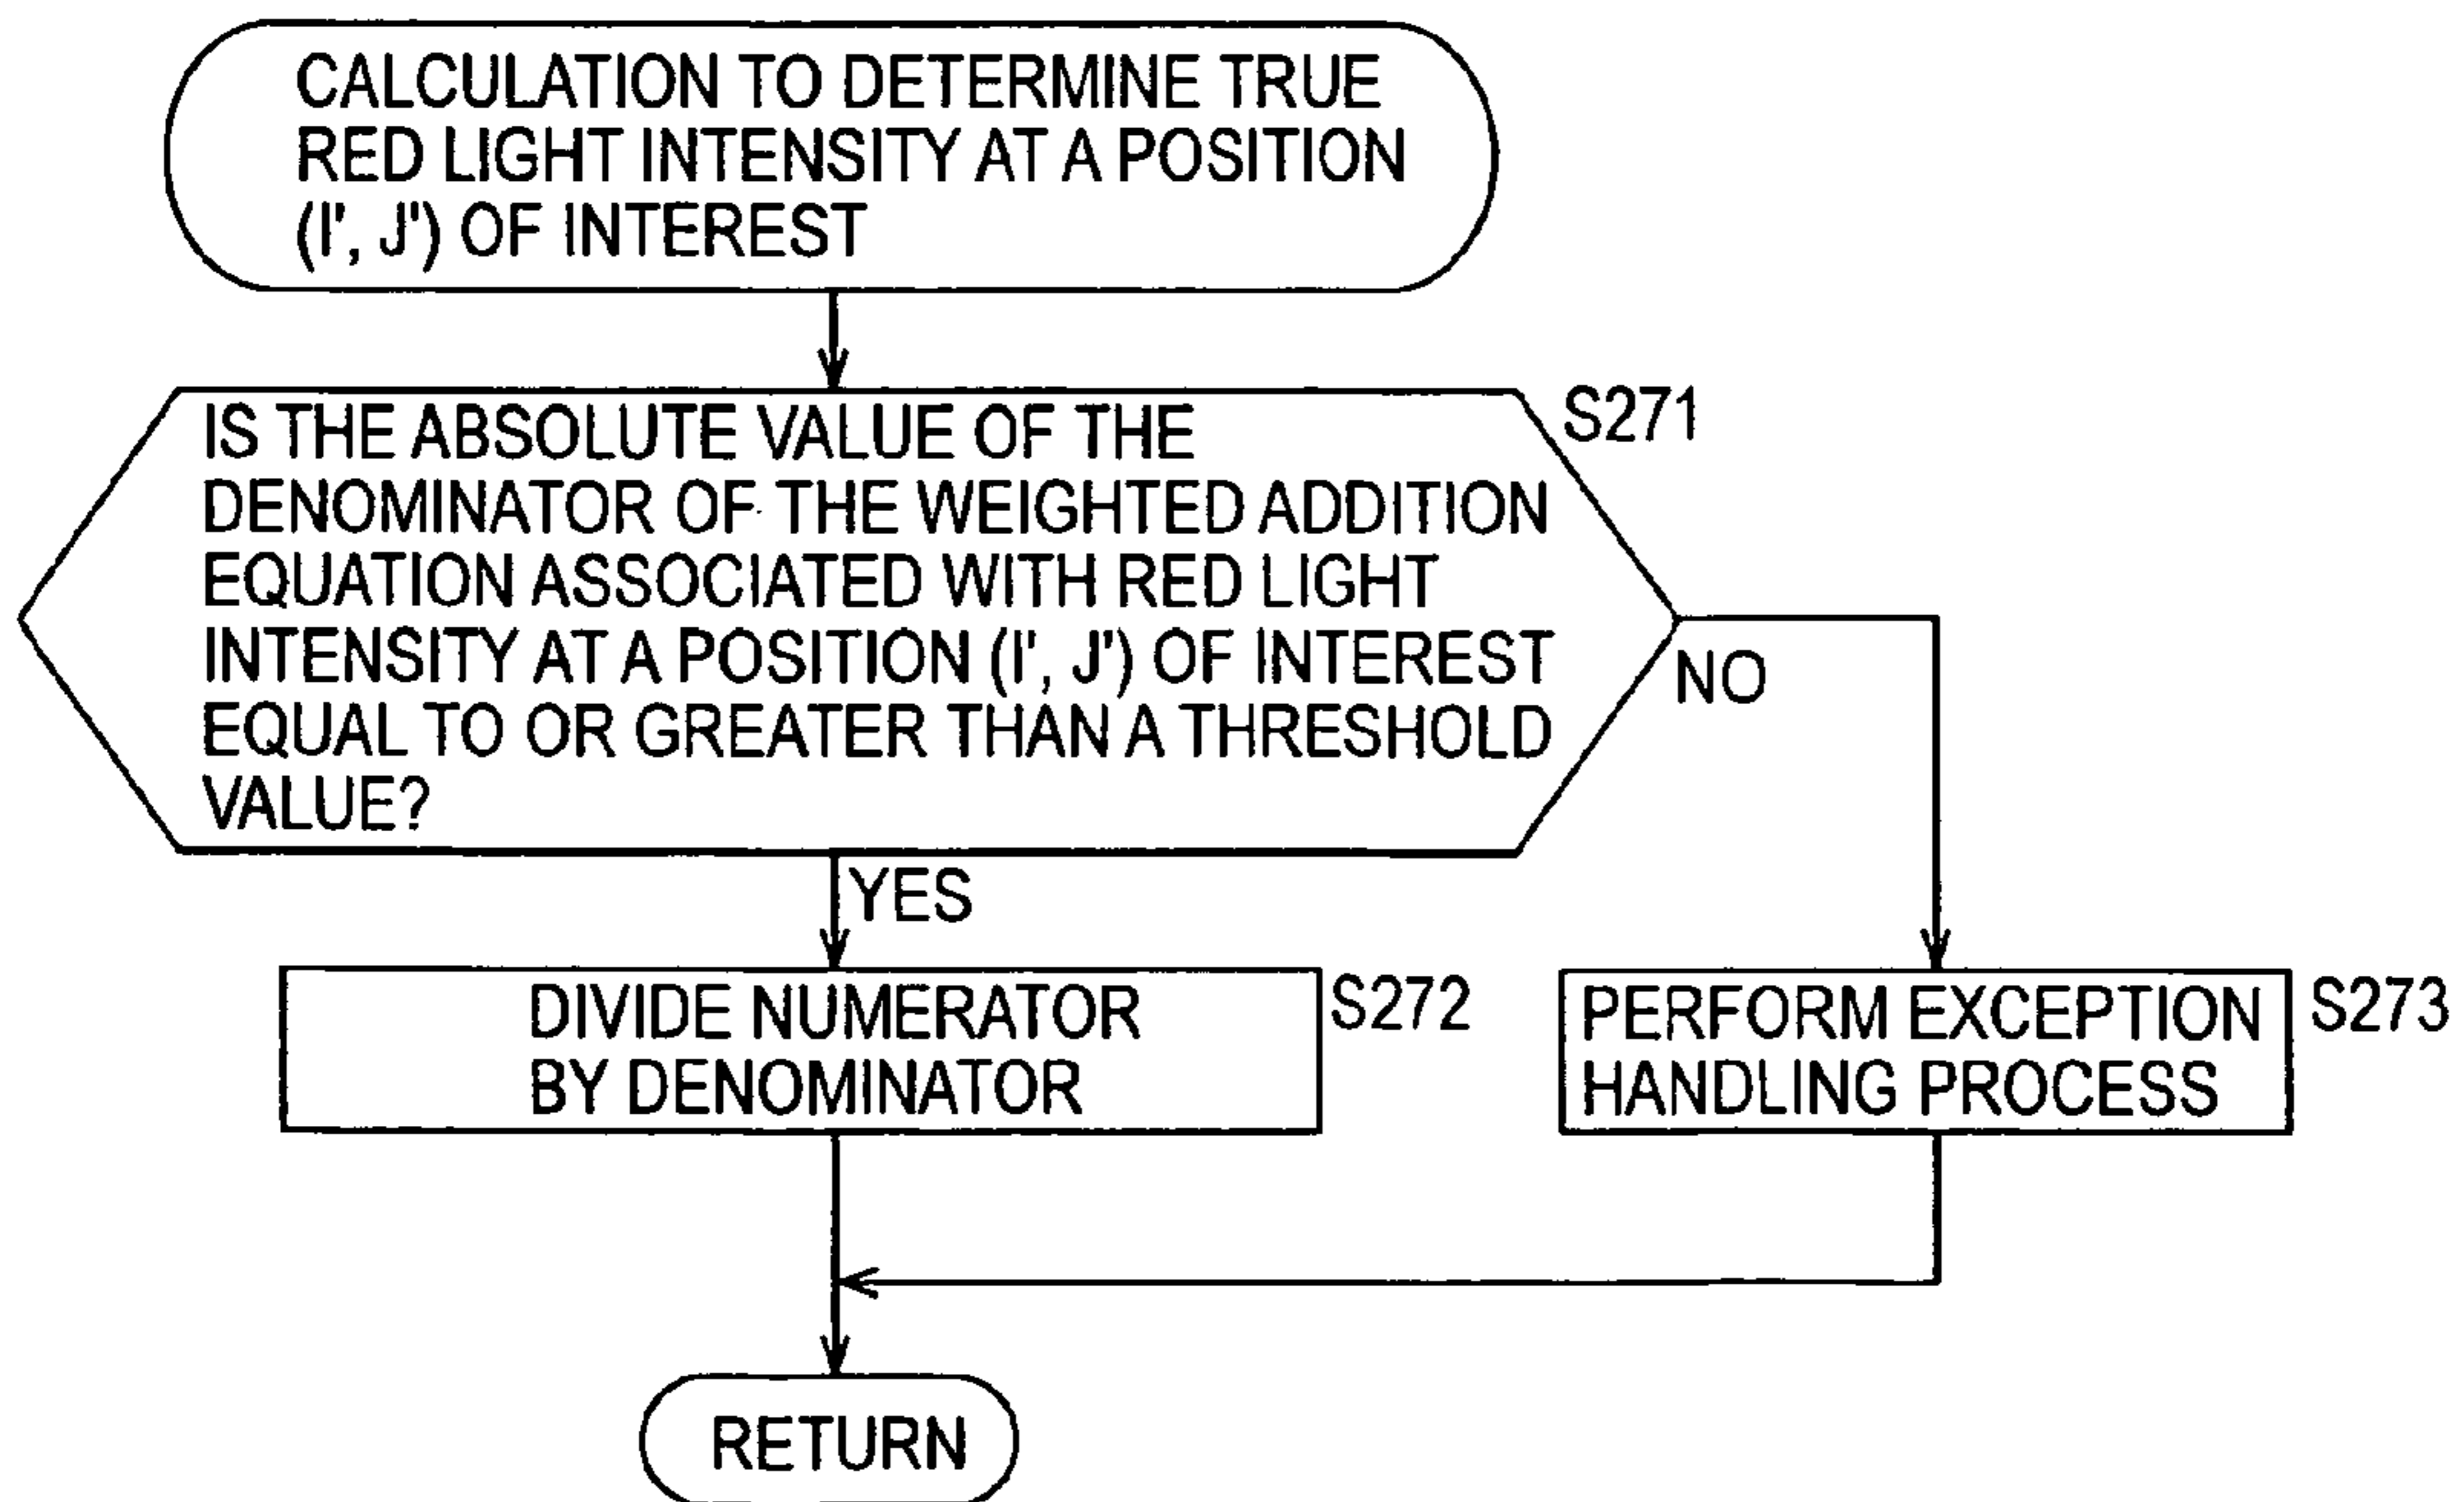 CALCULATION TO DETERMINE TRUE
RED LIGHT INTENSITY AT A POSITION
(I', J') OF INTEREST
S271
IS THE ABSOLUTE VALUE OF THE
DENOMINATOR OF THE WEIGHTED ADDITION
EQUATION ASSOCIATED WITH RED LIGHT
INTENSITY AT A POSITION (I', J') OF INTEREST
EQUAL TO OR GREATER THAN A THRESHOLD
VALUE?
NO
YES
DIVIDE NUMERATOR
BY DENOMINATOR
S272
PERFORM EXCEPTION
HANDLING PROCESS
S273
RETURN